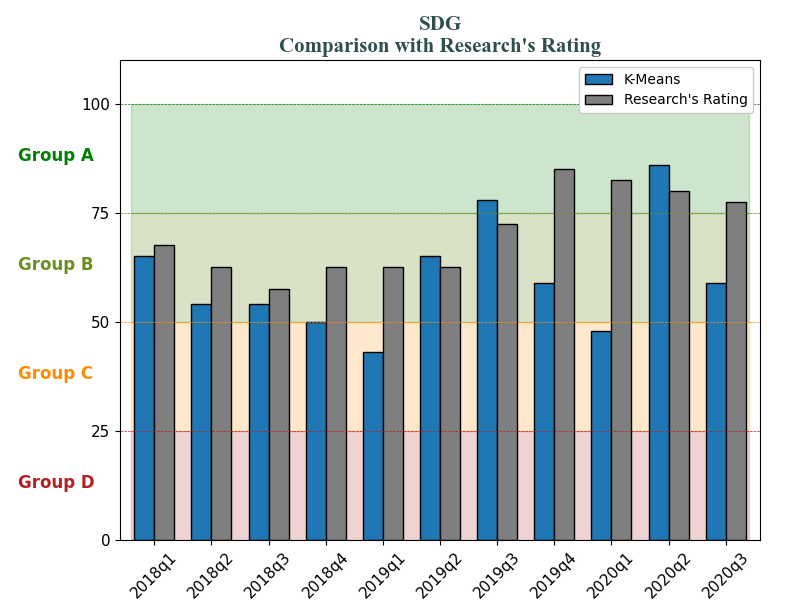 SDG
Comparison with Research's Rating
K-Means
Research's Rating
100
Group A
75
Group B
50
Group C
25
Group D
0
2018q1
2018q2
2018q3
2018q4
2019q1
2019q2
2019q3
2019q4
2020q1
2020q2
2020q3